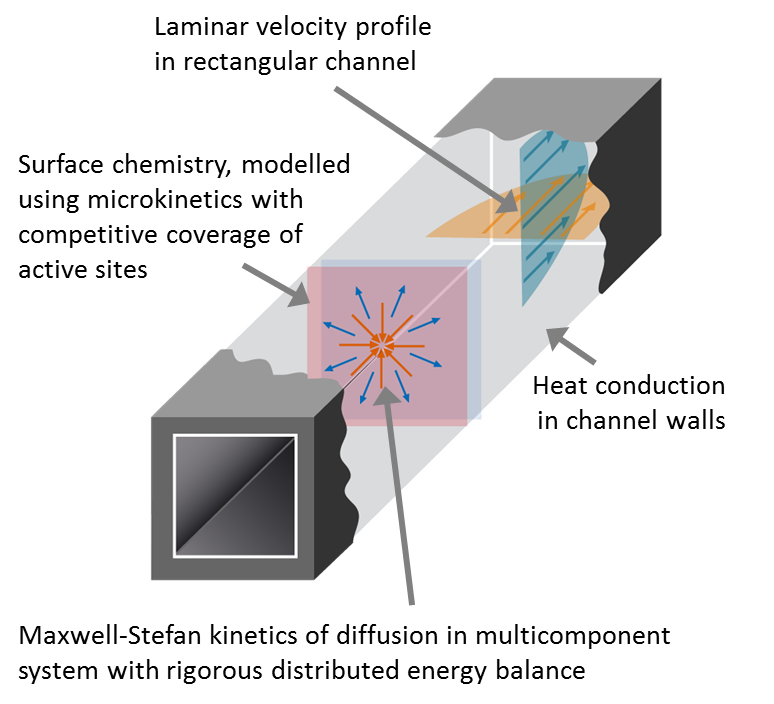 Laminar velocity profile
in rectangular channel
Surface chemistry, modelled
using microkinetics with
competitive coverage of
active sites
Heat conduction
in channel walls
Maxwell-Stefan kinetics of diffusion in multicomponent
system with rigorous distributed energy balance